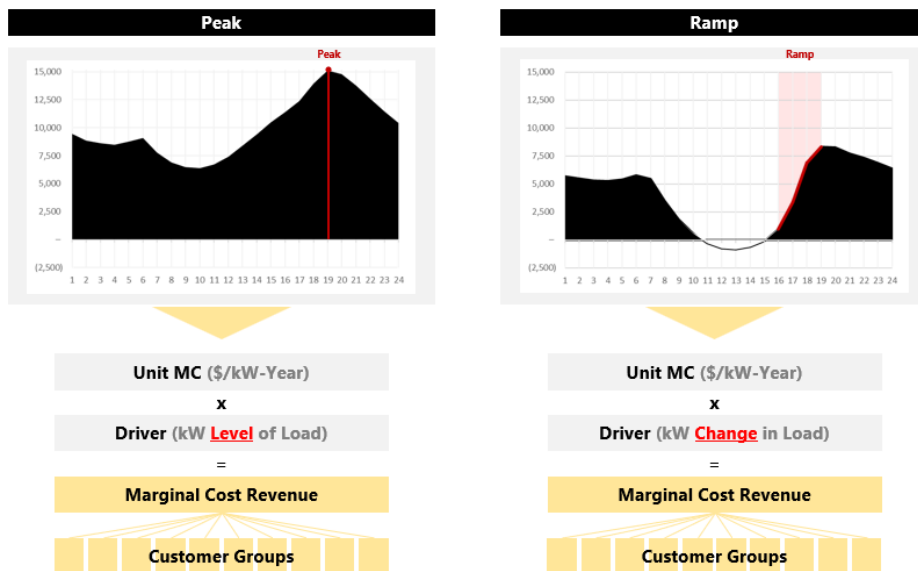 Peak
Peak
15,000
12,500
10,000
7,500
5,000
2,500
–
(2,500)
1 2 3 4 5 6 7 8 9 10 11 12 13 14 15 16 17 18 19 20 21 22 23 24
Unit MC ($/kW-Year)
x
Driver (kW Level of Load)
=
Marginal Cost Revenue
Customer Groups
Ramp
Ramp
15,000
12,500
10,000
7,500
5,000
2,500
–
(2,500)
1 2 3 4 5 6 7 8 9 10 11 12 13 14 15 16 17 18 19 20 21 22 23 24
Unit MC ($/kW-Year)
x
Driver (kW Change in Load)
=
Marginal Cost Revenue
Customer Groups